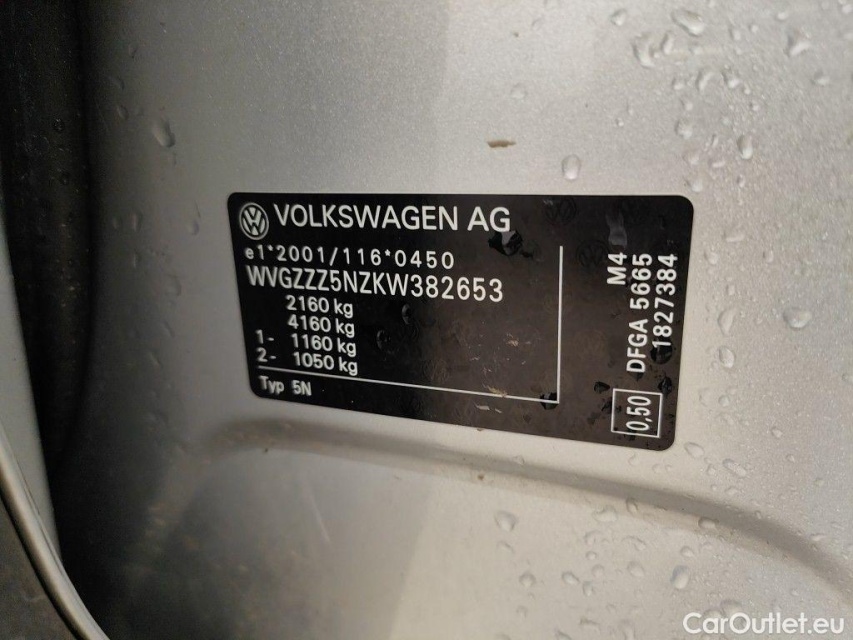 VOLKSWAGEN AG
e1*2001/116*0450
WVGZZZ5NZKW382653
2160 kg
4160 kg
1- 1160 kg
2- 1050 kg
Typ 5N
M4
DFGA 5665
1827384
0,50
CarOutlet.eu